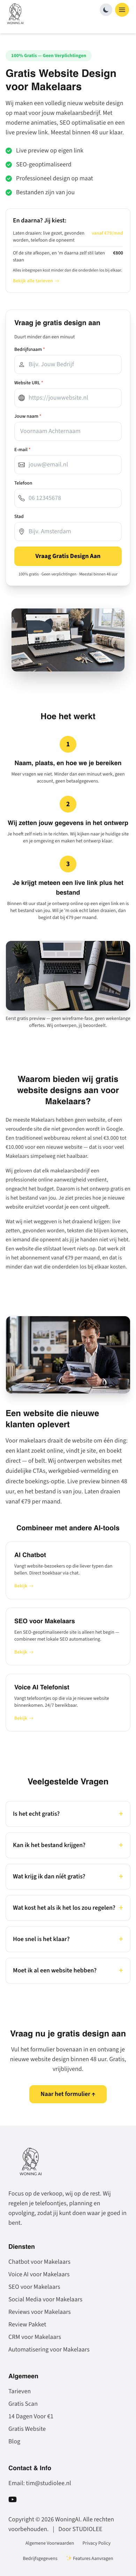 WONING.AI
100% Gratis — Geen Verplichtingen
Gratis Website Design
voor Makelaars
Wij bouwen een volledig nieuw website design
op maat voor jouw makelaarsbedrijf. Met
moderne animaties, SEO-optimalisatie en een
live preview link. Meestal binnen 48 uur klaar.
Live preview op eigen link
SEO-geoptimaliseerd
Professioneel design op maat
Bestanden zijn van jou
En daarna? Jij kiest:
Laten draaien: live gezet, gevonden
worden, telefoon die opneemt
vanaf €79/mnd
Of de site afkopen, en 'm daarna zelf stil laten
staan
€800
Alles inbegrepen kost minder dan die onderdelen los bij elkaar.
Bekijk alle tarieven →
Vraag je gratis design aan
Duurt minder dan een minuut
Bedrijfsnaam *
Bijv. Jouw Bedrijf
Website URL *
https://jouwwebsite.nl
Jouw naam *
Voornaam Achternaam
E-mail *
jouw@email.nl
Telefoon
06 12345678
Stad
Bijv. Amsterdam
Vraag Gratis Design Aan
100% gratis · Geen verplichtingen · Meestal binnen 48 uur
Hoe het werkt
1
Naam, plaats, en hoe we je bereiken
Meer vragen we niet. Minder dan een minuut werk, geen
account, geen betaalgegevens.
2
Wij zetten jouw gegevens in het ontwerp
Je hoeft zelf niets in te richten. Wij kijken naar je huidige site
en je omgeving en maken het ontwerp klaar.
3
Je krijgt meteen een live link plus het
bestand
Binnen 48 uur staat je ontwerp online op een eigen link en is
het bestand van jou. Wil je 'm ook echt laten draaien, dan
begint dat bij €79 per maand.
Eerst gratis preview — geen wireframe-fase, geen wekenlange
offertes. Wij ontwerpen, jij beoordeelt.
Waarom bieden wij gratis
website designs aan voor
Makelaars?
De meeste Makelaars hebben geen website, of een
verouderde site die niet gevonden wordt in Google.
Een traditioneel webbureau rekent al snel €3.000 tot
€10.000 voor een nieuwe website — dat is voor veel
Makelaars simpelweg niet haalbaar.
Wij geloven dat elk makelaarsbedrijf een
professionele online aanwezigheid verdient,
ongeacht het budget. Daarom is het ontwerp gratis en
is het bestand van jou. Je ziet precies hoe je nieuwe
website eruitziet voordat je een cent uitgeeft.
Wat wij niet weggeven is het draaiend krijgen: live
zetten, gevonden worden, teksten die blijven kloppen,
en iemand die opneemt als jij in een gesprek zit. Want
een website die stilstaat levert niets op. Dat deel is ons
abonnement, vanaf €79 per maand, en dat is
minder dan wat die onderdelen los bij elkaar kosten.
Een website die nieuwe
klanten oplevert
Voor makelaars draait de website om één ding:
een klant zoekt online, vindt je site, en boekt
direct — of belt. Wij ontwerpen websites met
duidelijke CTAs, werkgebied-vermelding en
directe boekings-opties. Live preview binnen 48
uur, en het bestand is van jou. Laten draaien kost
vanaf €79 per maand.
Combineer met andere AI-tools
AI Chatbot
Vangt website-bezoekers op die liever typen dan
bellen. Direct boekbaar via chat.
Bekijk →
SEO voor Makelaars
Een SEO-geoptimaliseerde site is alleen het begin —
combineer met lokale SEO automatisering.
Bekijk →
Voice AI Telefonist
Vangt telefoontjes op die via je nieuwe website
binnenkomen. 24/7 bereikbaar.
Bekijk →
Veelgestelde Vragen
Is het echt gratis? +
Kan ik het bestand krijgen? +
Wat krijg ik dan niét gratis? +
Wat kost het als ik het los zou regelen? +
Hoe snel is het klaar? +
Moet ik al een website hebben? +
Vraag nu je gratis design aan
Vul het formulier bovenaan in en ontvang je
nieuwe website design binnen 48 uur. Gratis,
vrijblijvend.
Naar het formulier ↑
WONING.AI
Focus op de verkoop, wij op de rest. Wij
regelen je telefoontjes, planning en
opvolging, zodat jij kunt doen waar je goed in
bent.
Diensten
Chatbot voor Makelaars
Voice AI voor Makelaars
SEO voor Makelaars
Social Media voor Makelaars
Reviews voor Makelaars
Review Pakket
CRM voor Makelaars
Automatisering voor Makelaars
Algemeen
Tarieven
Gratis Scan
14 Dagen Voor €1
Gratis Website
Blog
Contact & Info
Email: tim@studiolee.nl
Copyright © 2026 WoningAI. Alle rechten
voorbehouden. | Door STUDIOLEE
Algemene Voorwaarden Privacy Policy
Bedrijfsgegevens Features Aanvragen